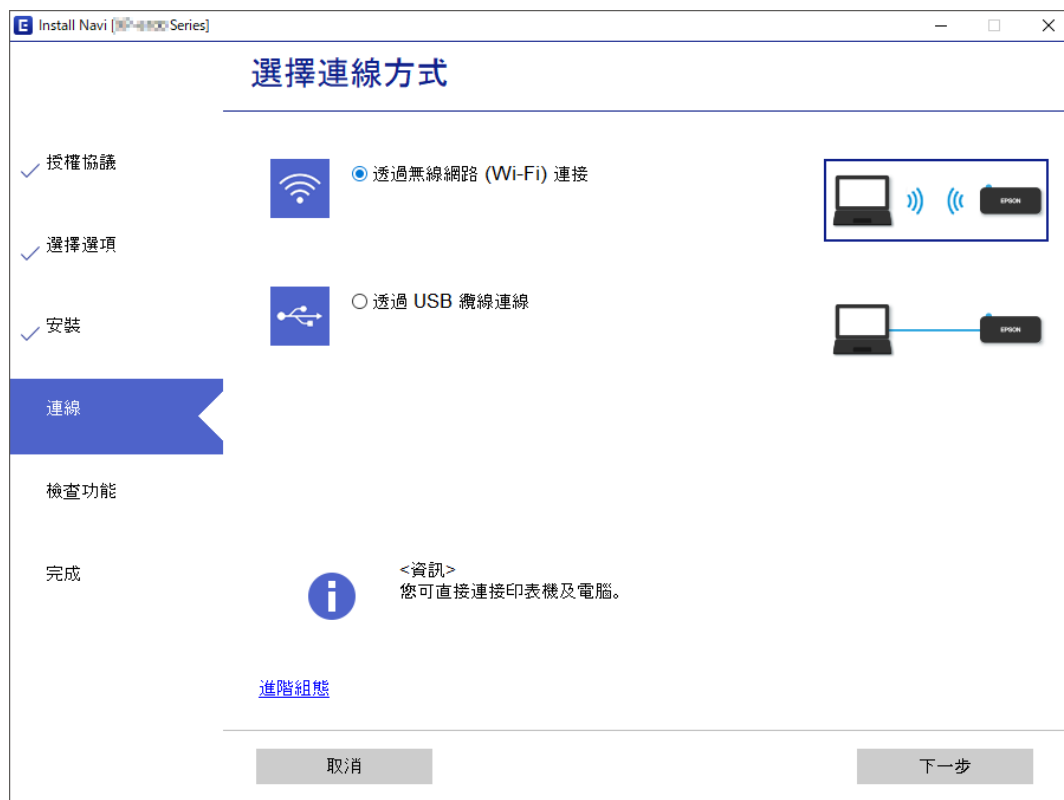 Install Navi [ Series]
選擇連線方式
授權協議
選擇選項
安裝
連線
檢查功能
完成
透過無線網路 (Wi-Fi) 連接
EPSON
透過 USB 纜線連線
EPSON
<資訊>
您可直接連接印表機及電腦。
進階組態
取消
下一步